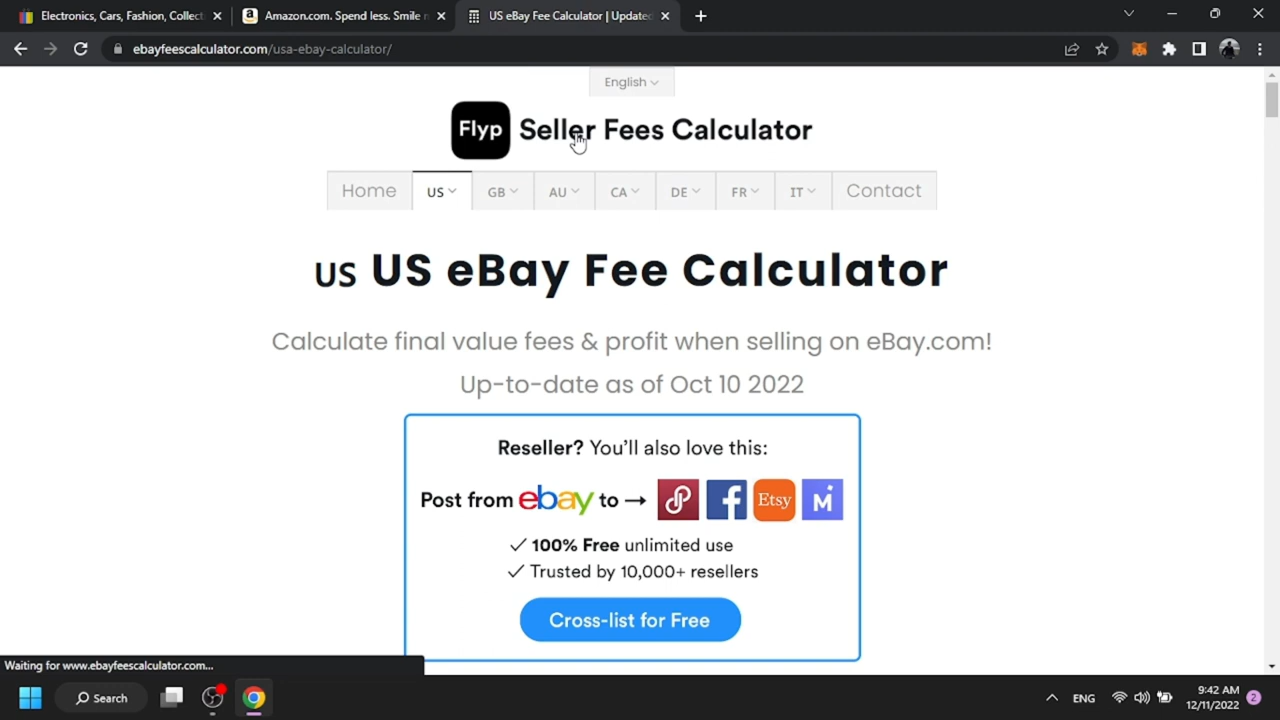 Electronics, Cars, Fashion, Collect
Amazon.com. Spend less. Smile m
US eBay Fee Calculator | Updated
ebayfeescalculator.com/usa-ebay-calculator/
English
Flyp Seller Fees Calculator
Home US GB AU CA DE FR IT Contact
US US eBay Fee Calculator
Calculate final value fees & profit when selling on eBay.com!
Up-to-date as of Oct 10 2022
Reseller? You'll also love this:
Post from ebay to → Etsy
✓ 100% Free unlimited use
✓ Trusted by 10,000+ resellers
Cross-list for Free
Waiting for www.ebayfeescalculator.com...
Search
ENG
9:42 AM
12/11/2022
2